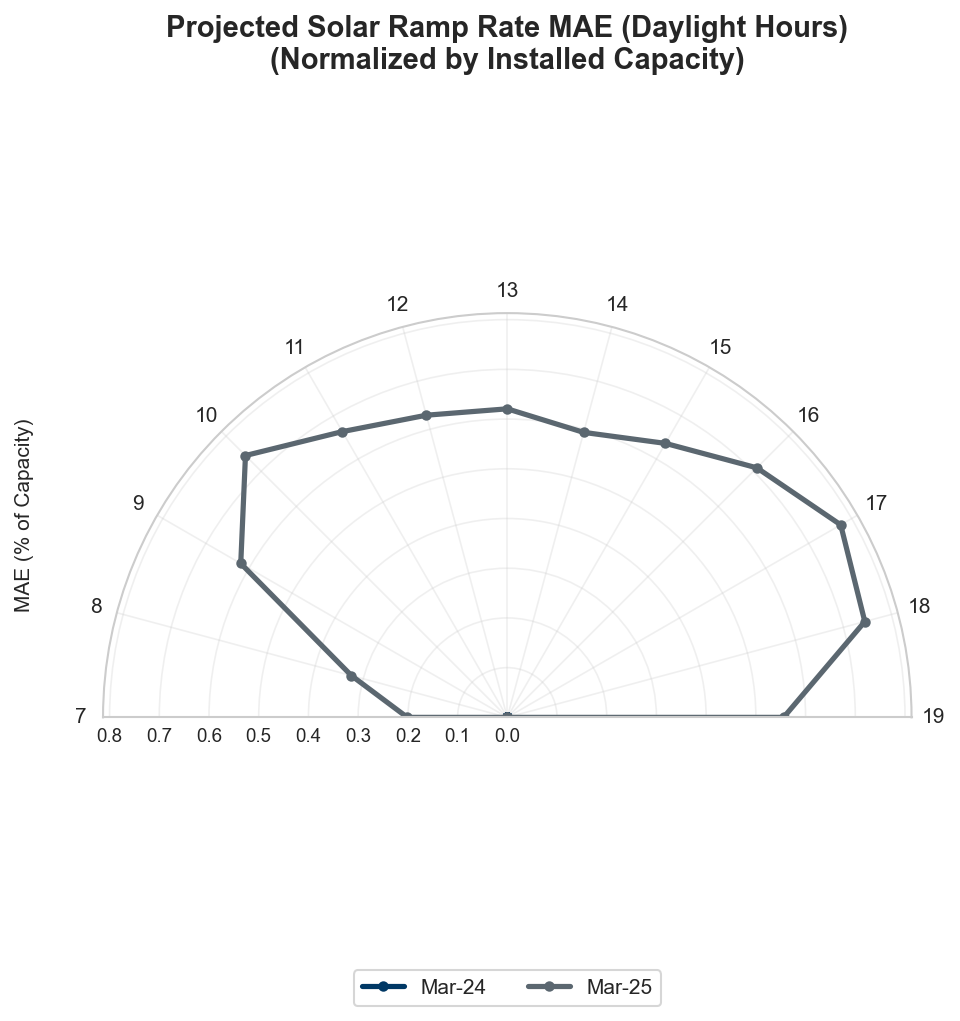 Projected Solar Ramp Rate MAE (Daylight Hours)
(Normalized by Installed Capacity)
13
12
14
11
15
10
16
9
17
8
18
7
19
MAE (% of Capacity)
0.8 0.7 0.6 0.5 0.4 0.3 0.2 0.1 0.0
Mar-24 Mar-25